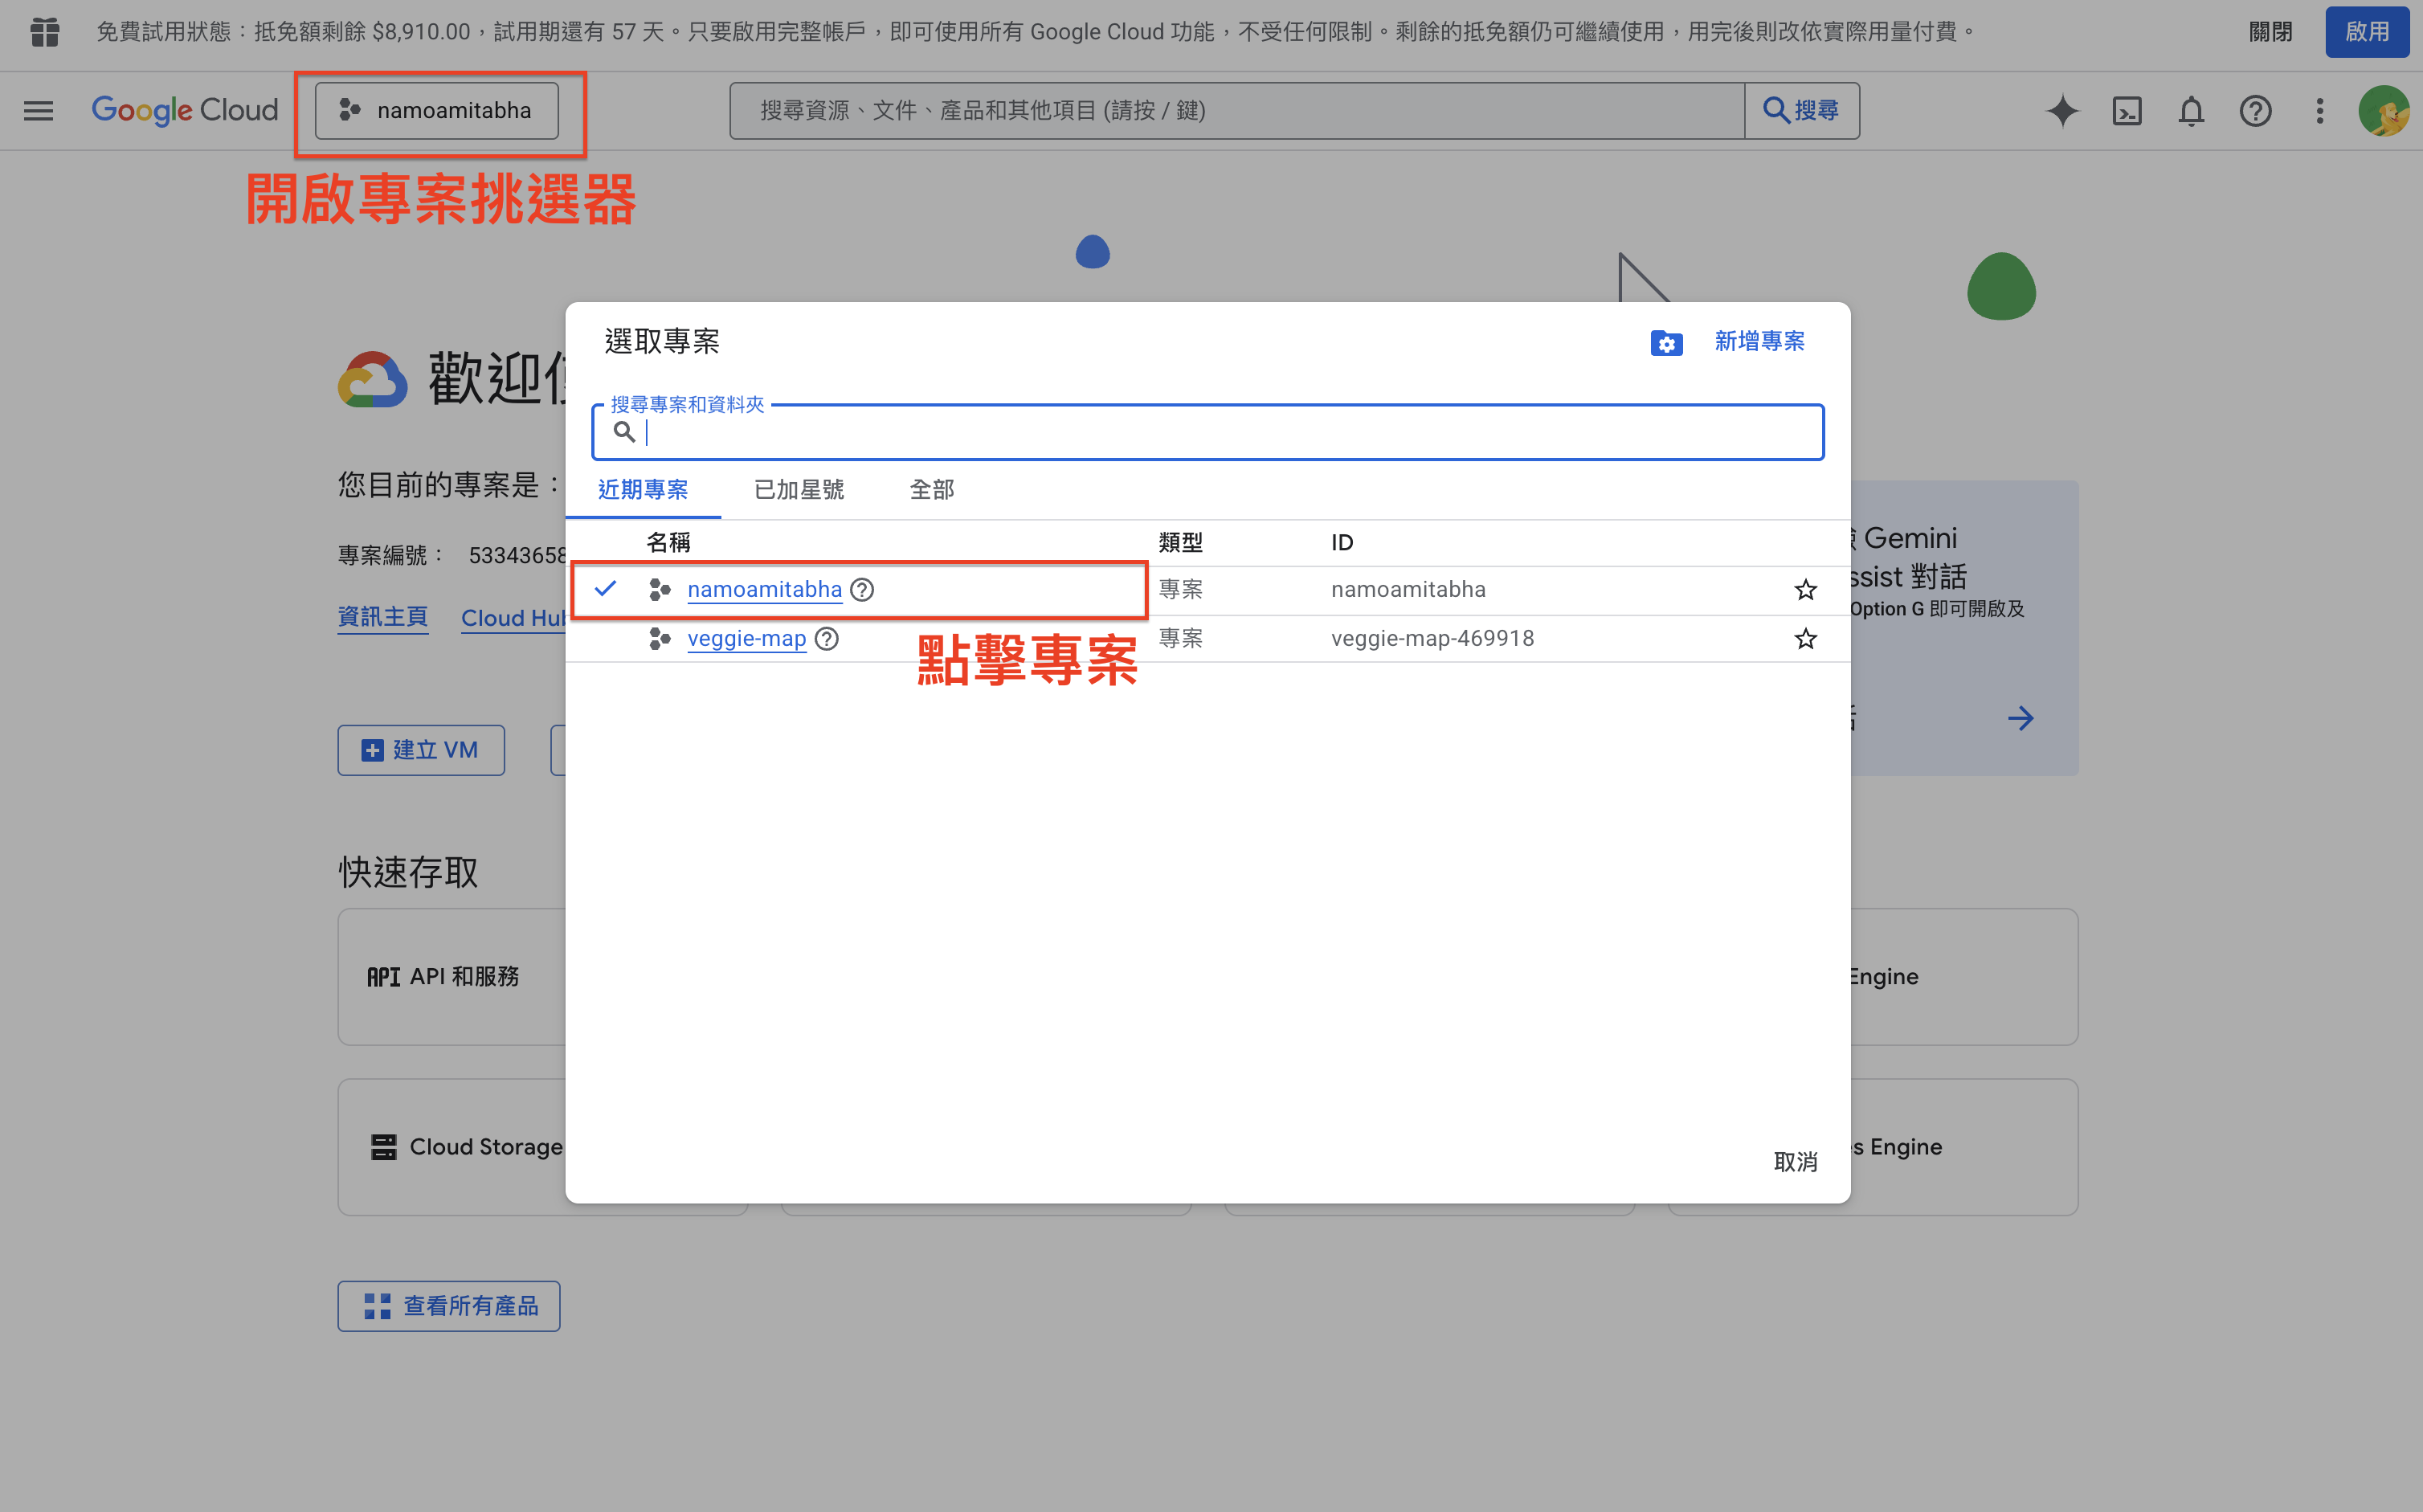 免費試用狀態：抵免額剩餘 $8,910.00，試用期還有 57 天。只要啟用完整帳戶，即可使用所有 Google Cloud 功能，不受任何限制。剩餘的抵免額仍可繼續使用，用完後則改依實際用量付費。
關閉
啟用
Google Cloud
namoamitabha
搜尋資源、文件、產品和其他項目 (請按 / 鍵)
搜尋
開啟專案挑選器
歡迎
您目前的專案是：
專案編號： 5334365
資訊主頁
Cloud Hub
建立 VM
選取專案
新增專案
搜尋專案和資料夾
近期專案
已加星號
全部
名稱
類型
ID
namoamitabha
專案
namoamitabha
veggie-map
專案
veggie-map-469918
點擊專案
取消
Gemini
ssist 對話
Option G 即可開啟及
快速存取
API API 和服務
Engine
Cloud Storage
s Engine
查看所有產品